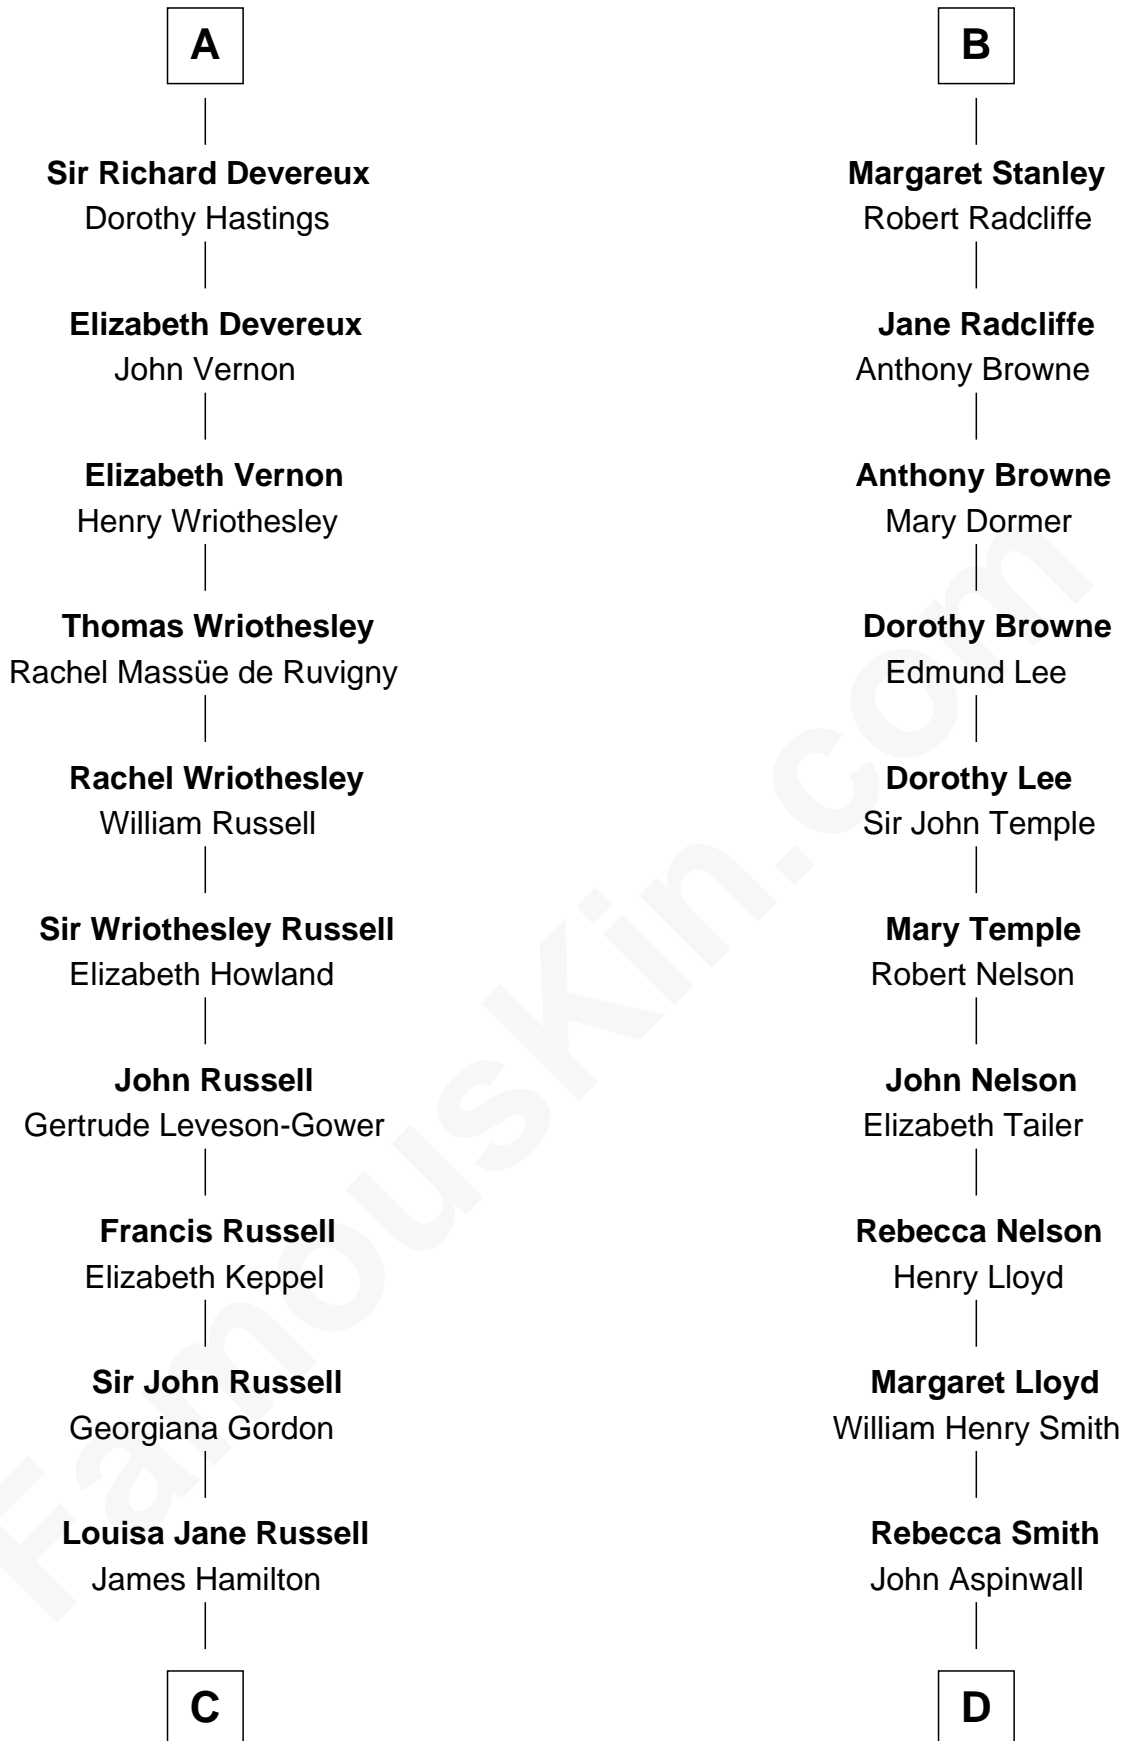 A
Sir Richard Devereux
Dorothy Hastings
Elizabeth Devereux
John Vernon
Elizabeth Vernon
Henry Wriothesley
Thomas Wriothesley
Rachel Massüe de Ruvigny
Rachel Wriothesley
William Russell
Sir Wriothesley Russell
Elizabeth Howland
John Russell
Gertrude Leveson-Gower
Francis Russell
Elizabeth Keppel
Sir John Russell
Georgiana Gordon
Louisa Jane Russell
James Hamilton
C
B
Margaret Stanley
Robert Radcliffe
Jane Radcliffe
Anthony Browne
Anthony Browne
Mary Dormer
Dorothy Browne
Edmund Lee
Dorothy Lee
Sir John Temple
Mary Temple
Robert Nelson
John Nelson
Elizabeth Tailer
Rebecca Nelson
Henry Lloyd
Margaret Lloyd
William Henry Smith
Rebecca Smith
John Aspinwall
D
FamousKin.com